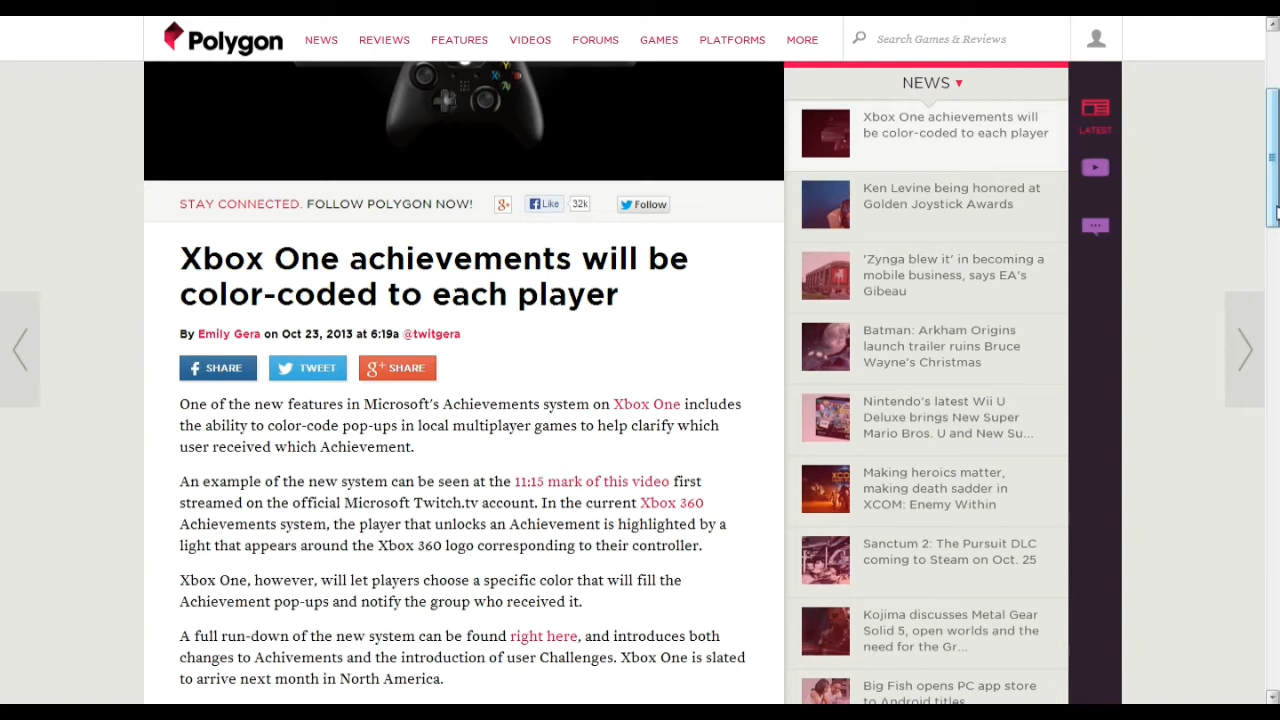 Polygon
NEWS REVIEWS FEATURES VIDEOS FORUMS GAMES PLATFORMS MORE Search Games & Reviews
STAY CONNECTED. FOLLOW POLYGON NOW! g+ Like 32k Follow
Xbox One achievements will be
color-coded to each player
By Emily Gera on Oct 23, 2013 at 6:19a @twitgera
SHARE TWEET g+ SHARE
One of the new features in Microsoft's Achievements system on Xbox One includes
the ability to color-code pop-ups in local multiplayer games to help clarify which
user received which Achievement.
An example of the new system can be seen at the 11:15 mark of this video first
streamed on the official Microsoft Twitch.tv account. In the current Xbox 360
Achievements system, the player that unlocks an Achievement is highlighted by a
light that appears around the Xbox 360 logo corresponding to their controller.
Xbox One, however, will let players choose a specific color that will fill the
Achievement pop-ups and notify the group who received it.
A full run-down of the new system can be found right here, and introduces both
changes to Achivements and the introduction of user Challenges. Xbox One is slated
to arrive next month in North America.
NEWS
Xbox One achievements will
be color-coded to each player
Ken Levine being honored at
Golden Joystick Awards
'Zynga blew it' in becoming a
mobile business, says EA's
Gibeau
Batman: Arkham Origins
launch trailer ruins Bruce
Wayne's Christmas
Nintendo's latest Wii U
Deluxe brings New Super
Mario Bros. U and New Su...
Making heroics matter,
making death sadder in
XCOM: Enemy Within
Sanctum 2: The Pursuit DLC
coming to Steam on Oct. 25
Kojima discusses Metal Gear
Solid 5, open worlds and the
need for the Gr...
Big Fish opens PC app store
to Android titles
LATEST